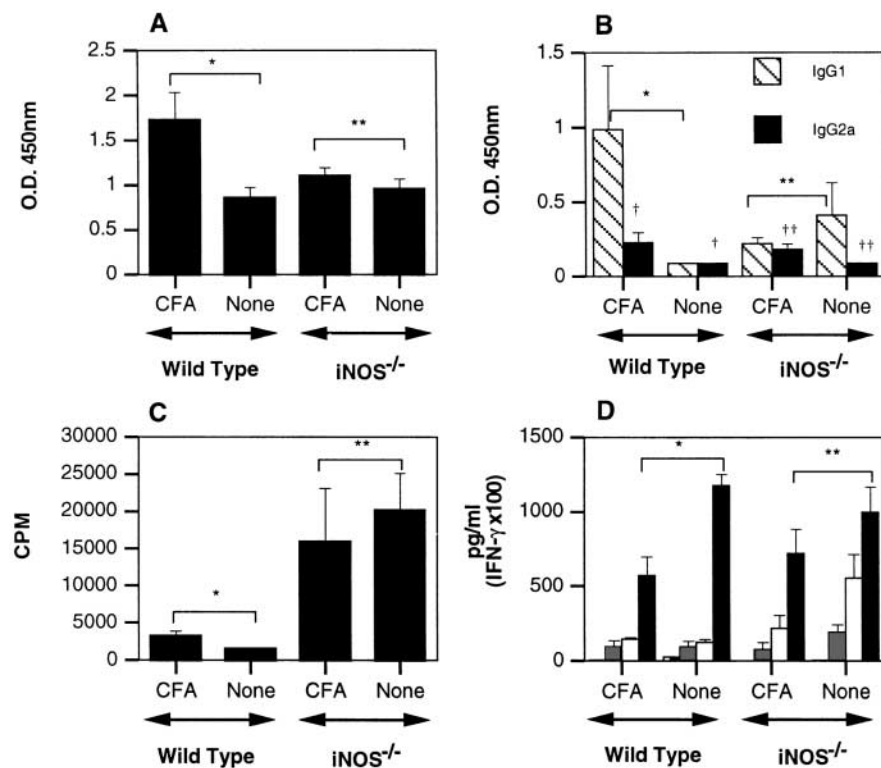 A
2.5
2
1.5
1
0.5
0
O.D. 450nm
*
**
CFA
None
CFA
None
Wild Type
iNOS-/-
B
1.5
1
0.5
0
O.D. 450nm
IgG1
IgG2a
*
**
†
†
††
††
CFA
None
CFA
None
Wild Type
iNOS-/-
C
30000
25000
20000
15000
10000
5000
0
CPM
*
**
CFA
None
CFA
None
Wild Type
iNOS-/-
D
1500
1000
500
0
pg/ml
(IFN-γ x100)
*
**
CFA
None
CFA
None
Wild Type
iNOS-/-